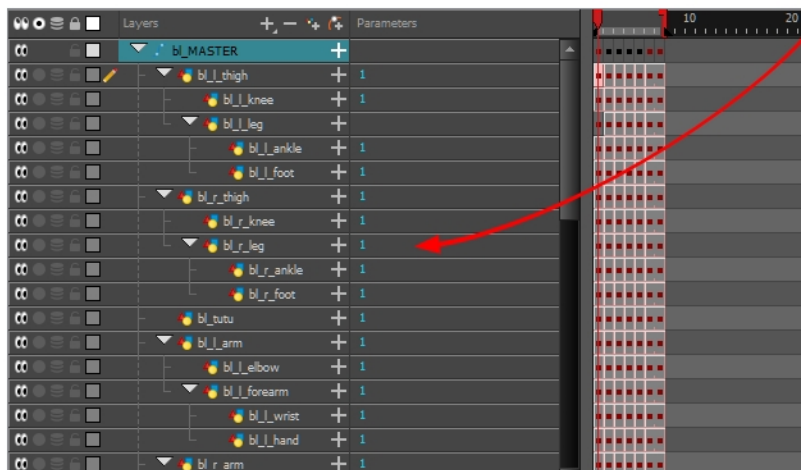 Layers Parameters 10 20
bl_MASTER
bl_l_thigh 1
bl_l_knee 1
bl_l_leg
bl_l_ankle 1
bl_l_foot 1
bl_r_thigh 1
bl_r_knee 1
bl_r_leg 1
bl_r_ankle 1
bl_r_foot 1
bl_tutu 1
bl_l_arm 1
bl_l_elbow 1
bl_l_forearm 1
bl_l_wrist 1
bl_l_hand 1
bl_r_arm 1